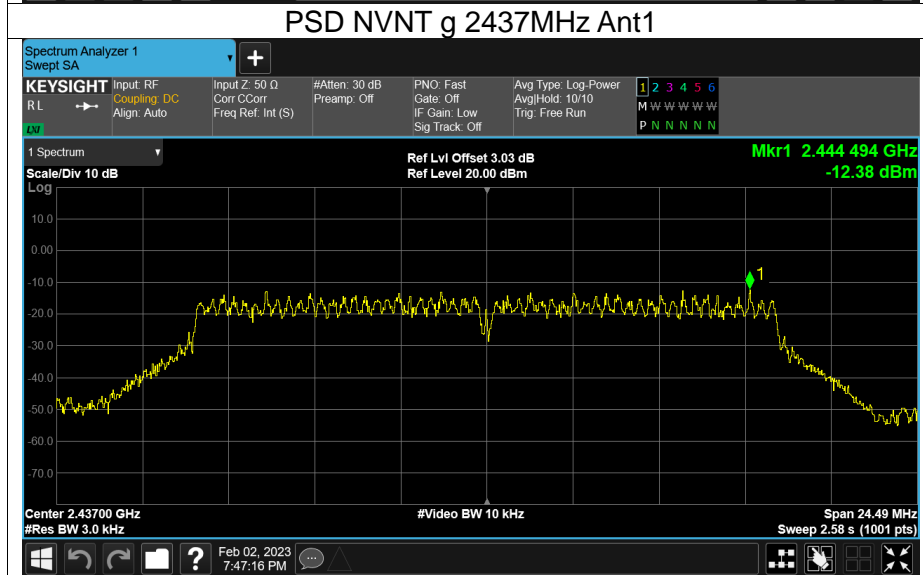 PSD NVNT g 2437MHz Ant1
Spectrum Analyzer 1
Swept SA
+
KEYSIGHT
R L
LXI
Input: RF
Coupling: DC
Align: Auto
Input Z: 50 Ω
Corr CCorr
Freq Ref: Int (S)
#Atten: 30 dB
Preamp: Off
PNO: Fast
Gate: Off
IF Gain: Low
Sig Track: Off
Avg Type: Log-Power
Avg|Hold: 10/10
Trig: Free Run
1 2 3 4 5 6
M W W W W W
P N N N N N
1 Spectrum
Scale/Div 10 dB
Log
Ref Lvl Offset 3.03 dB
Ref Level 20.00 dBm
Mkr1 2.444 494 GHz
-12.38 dBm
10.0
0.00
-10.0
1
-20.0
-30.0
-40.0
-50.0
-60.0
-70.0
Center 2.43700 GHz
#Res BW 3.0 kHz
#Video BW 10 kHz
Span 24.49 MHz
Sweep 2.58 s (1001 pts)
?
Feb 02, 2023
7:47:16 PM